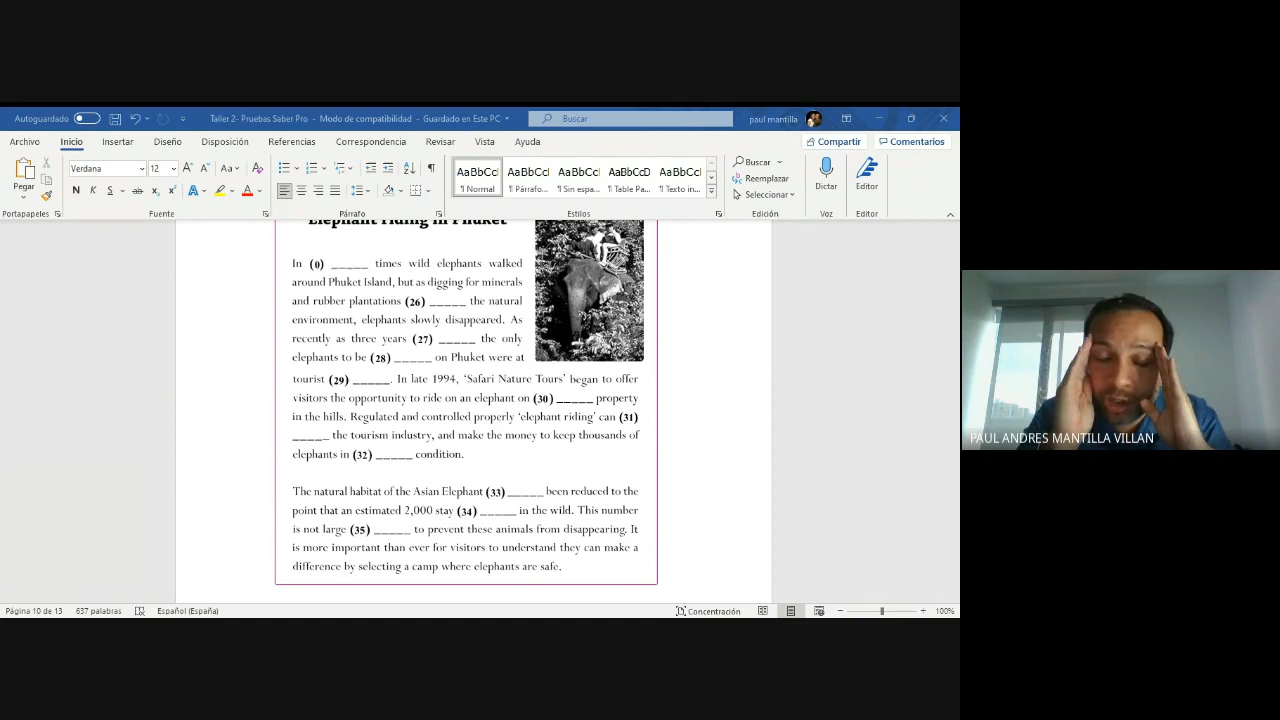 Autoguardado Taller 2- Pruebas Saber Pro - Modo de compatibilidad - Guardado en Este PC Buscar paul mantilla
Archivo Inicio Insertar Diseño Disposición Referencias Correspondencia Revisar Vista Ayuda Compartir Comentarios
Pegar Verdana 12 Aa AaBbCcI AaBbCcI AaBbCcI AaBbCcD AaBbCcI Buscar Dictar Editor
N K S ab x₂ x² A A ¶ Normal ¶ Párrafo... ¶ Sin espa... ¶ Table Pa... ¶ Texto in... Reemplazar
Seleccionar
Portapapeles Fuente Párrafo Estilos Edición Voz Editor
Elephant riding in Phuket
In (0) _____ times wild elephants walked
around Phuket Island, but as digging for minerals
and rubber plantations (26) _____ the natural
environment, elephants slowly disappeared. As
recently as three years (27) _____ the only
elephants to be (28) _____ on Phuket were at
tourist (29) _____. In late 1994, ‘Safari Nature Tours’ began to offer
visitors the opportunity to ride on an elephant on (30) _____ property
in the hills. Regulated and controlled properly ‘elephant riding’ can (31)
_____ the tourism industry, and make the money to keep thousands of
elephants in (32) _____ condition.
The natural habitat of the Asian Elephant (33) _____ been reduced to the
point that an estimated 2,000 stay (34) _____ in the wild. This number
is not large (35) _____ to prevent these animals from disappearing. It
is more important than ever for visitors to understand they can make a
difference by selecting a camp where elephants are safe.
PAUL ANDRES MANTILLA VILLAN
Página 10 de 13 637 palabras Español (España) Concentración 100%